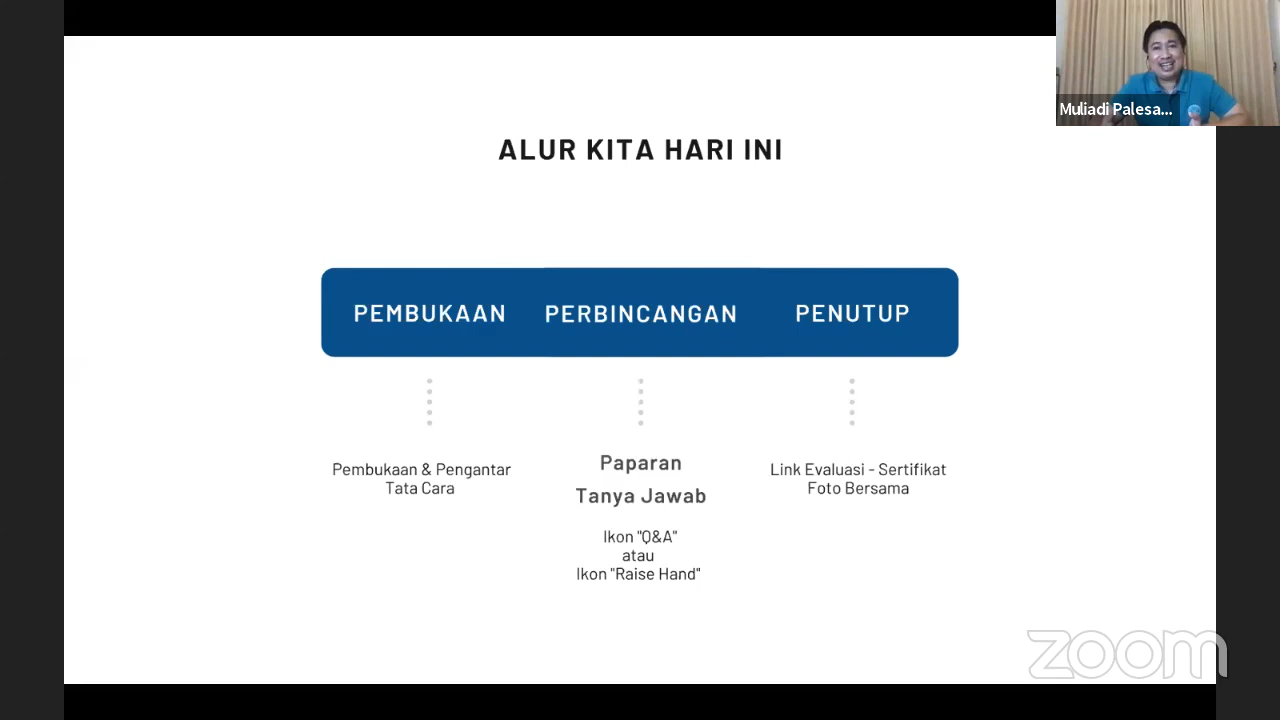 Muliadi Palesa...
ALUR KITA HARI INI
PEMBUKAAN
PERBINCANGAN
PENUTUP
Pembukaan & Pengantar
Tata Cara
Paparan
Tanya Jawab
Ikon "Q&A"
atau
Ikon "Raise Hand"
Link Evaluasi - Sertifikat
Foto Bersama
zoom